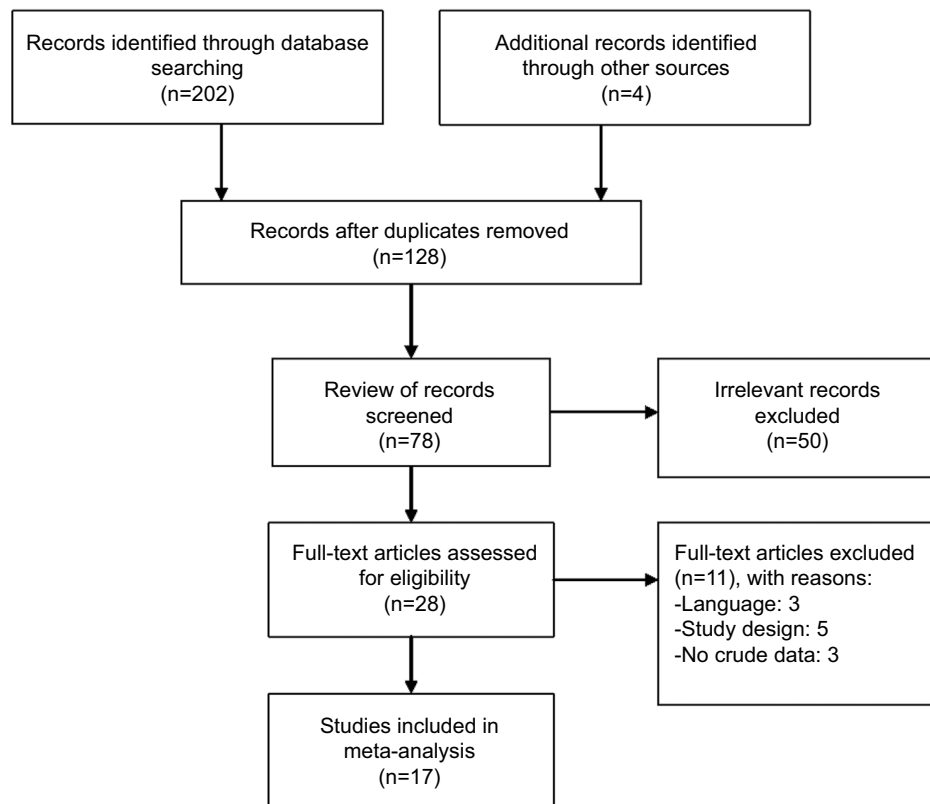 Records identified through database
searching
(n=202)
Additional records identified
through other sources
(n=4)
Records after duplicates removed
(n=128)
Review of records
screened
(n=78)
Irrelevant records
excluded
(n=50)
Full-text articles assessed
for eligibility
(n=28)
Full-text articles excluded
(n=11), with reasons:
-Language: 3
-Study design: 5
-No crude data: 3
Studies included in
meta-analysis
(n=17)